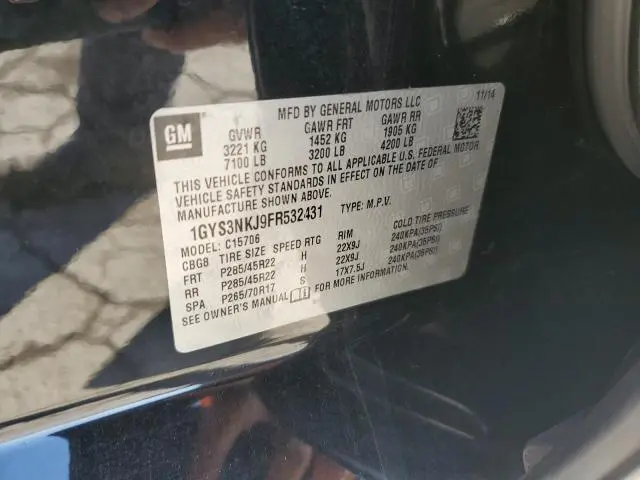 MFD BY GENERAL MOTORS LLC 11/14
GM
GVWR GAWR FRT GAWR RR
3221 KG 1452 KG 1905 KG
7100 LB 3200 LB 4200 LB
THIS VEHICLE CONFORMS TO ALL APPLICABLE U.S. FEDERAL MOTOR
VEHICLE SAFETY STANDARDS IN EFFECT ON THE DATE OF
MANUFACTURE SHOWN ABOVE.
1GYS3NKJ9FR532431 TYPE: M.P.V.
MODEL: C15706
CBG8 TIRE SIZE SPEED RTG RIM COLD TIRE PRESSURE
FRT P285/45R22 H 22X9J 240KPA(35PSI)
RR P285/45R22 H 22X9J 240KPA(35PSI)
SPA P265/70R17 S 17X7.5J 240KPA(35PSI)
SEE OWNER'S MANUAL FOR MORE INFORMATION.